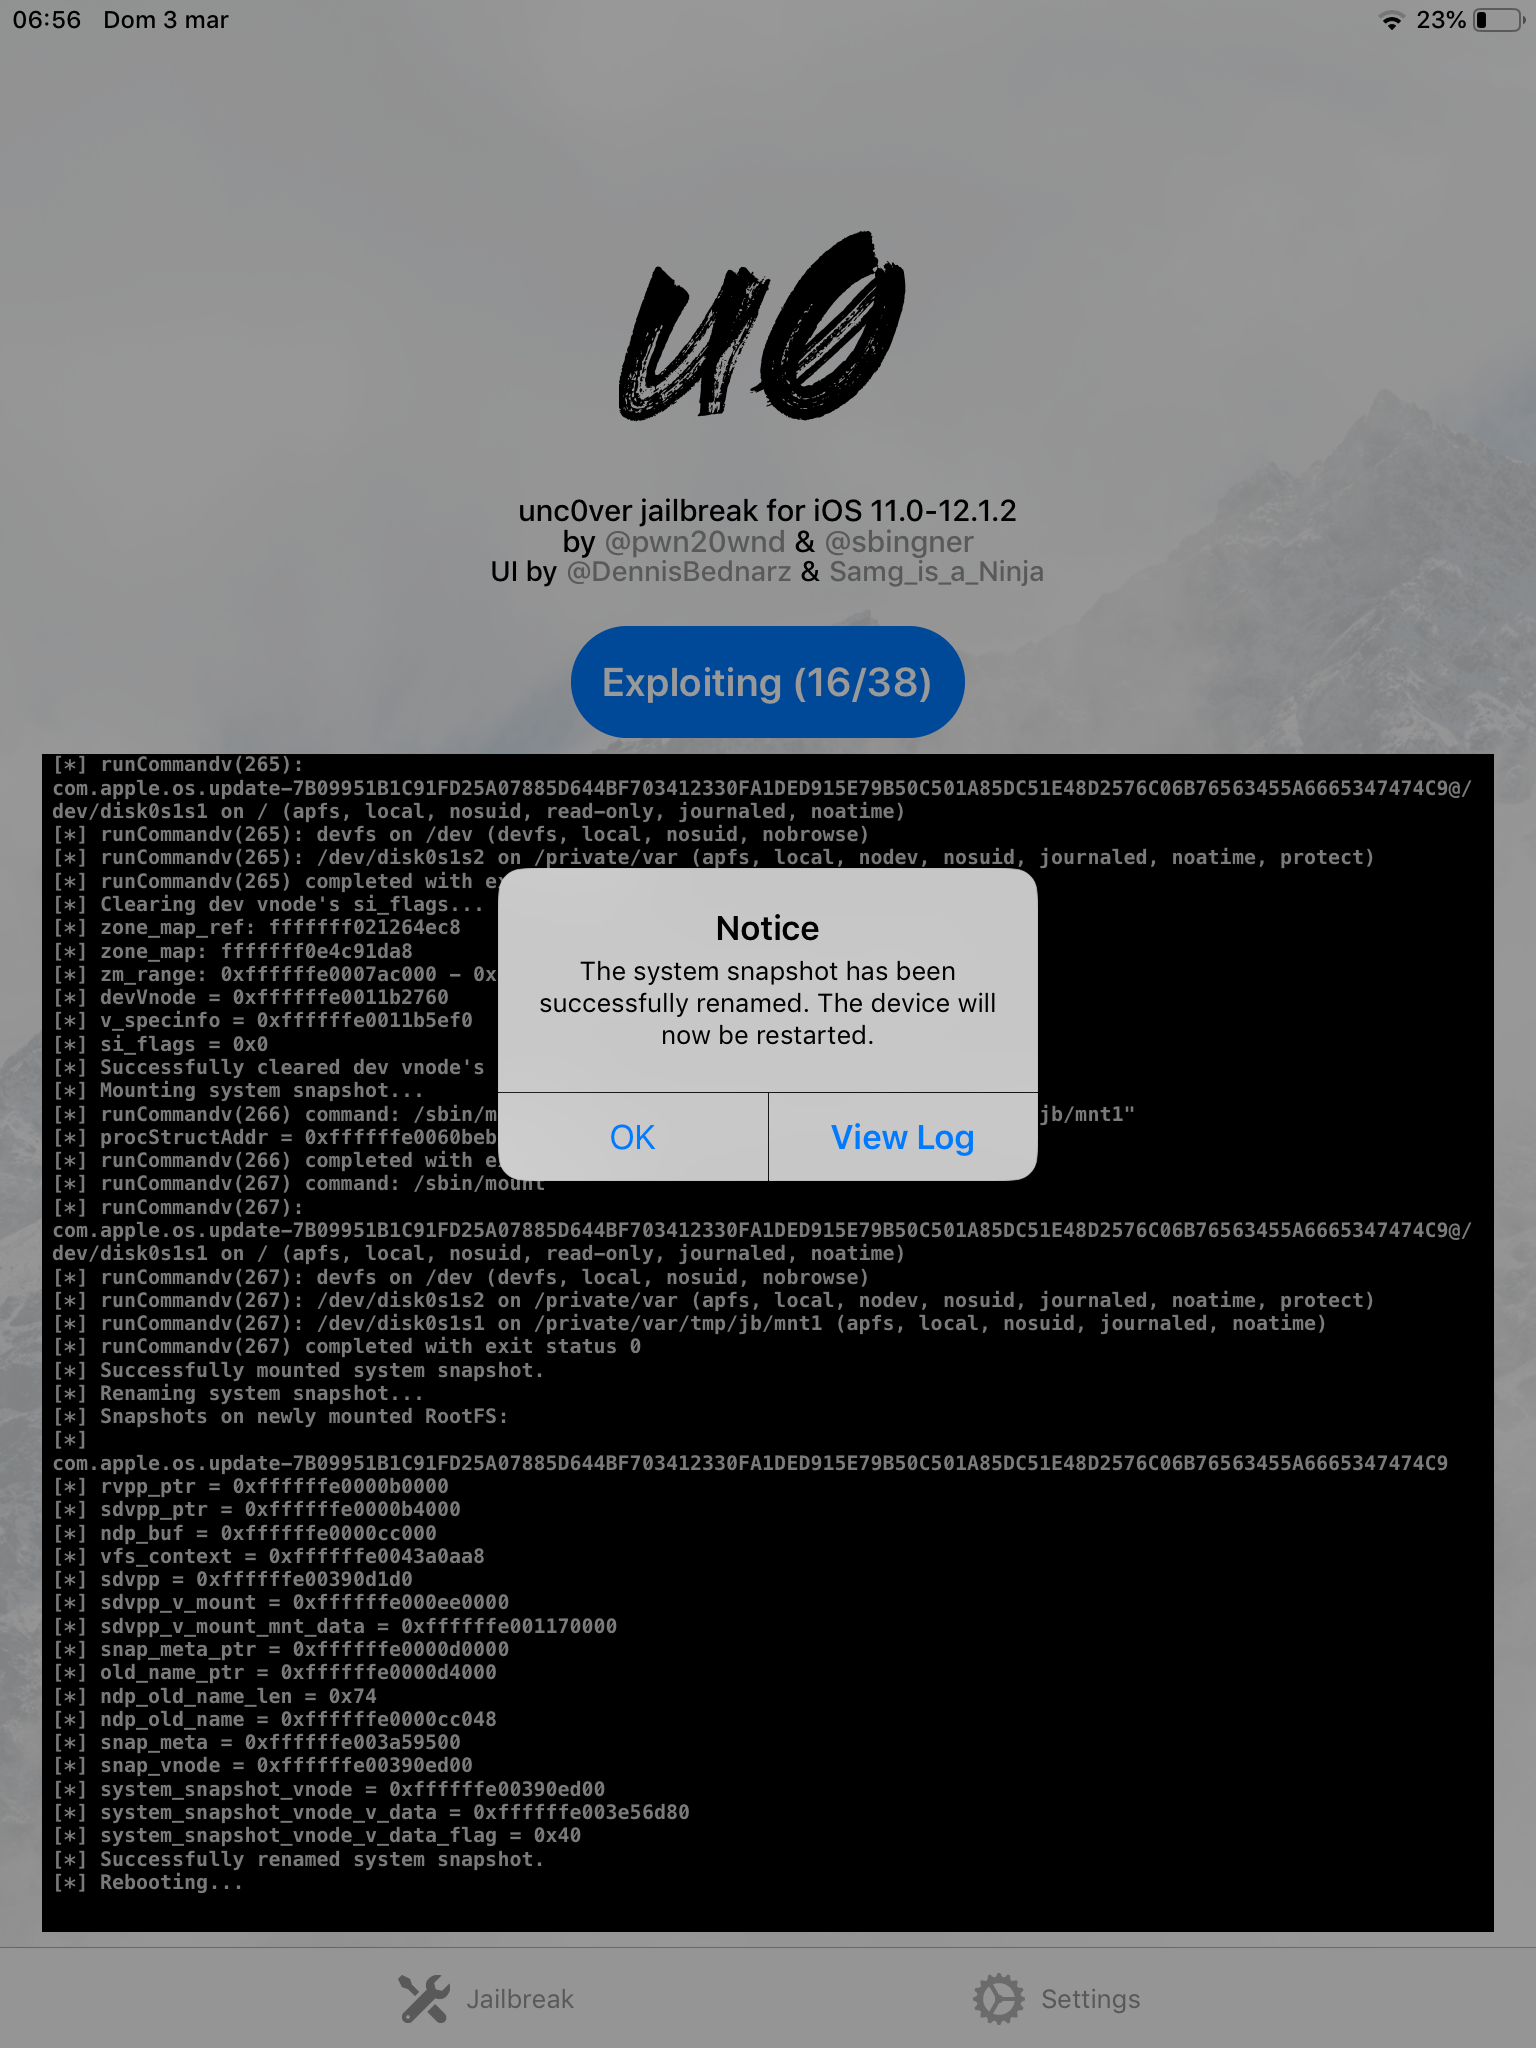 06:56 Dom 3 mar 23%
u0
unc0ver jailbreak for iOS 11.0-12.1.2
by @pwn20wnd & @sbingner
UI by @DennisBednarz & Samg_is_a_Ninja
Exploiting (16/38)
[*] runCommandv(265):
com.apple.os.update-7B09951B1C91FD25A07885D644BF703412330FA1DED915E79B50C501A85DC51E48D2576C06B76563455A6665347474C9@/
dev/disk0s1s1 on / (apfs, local, nosuid, read-only, journaled, noatime)
[*] runCommandv(265): devfs on /dev (devfs, local, nosuid, nobrowse)
[*] runCommandv(265): /dev/disk0s1s2 on /private/var (apfs, local, nodev, nosuid, journaled, noatime, protect)
[*] runCommandv(265) completed with
[*] Clearing dev vnode's si_flags...
[*] zone_map_ref: fffffff021264ec8
[*] zone_map: fffffff0e4c91da8
[*] zm_range: 0xffffffe0007ac000 - 0x
[*] devVnode = 0xffffffe0011b2760
[*] v_specinfo = 0xffffffe0011b5ef0
[*] si_flags = 0x0
[*] Successfully cleared dev vnode's
[*] Mounting system snapshot...
[*] runCommandv(266) command: /sbin/m jb/mnt1"
[*] procStructAddr = 0xffffffe0060beb
[*] runCommandv(266) completed with
[*] runCommandv(267) command: /sbin/mount
[*] runCommandv(267):
com.apple.os.update-7B09951B1C91FD25A07885D644BF703412330FA1DED915E79B50C501A85DC51E48D2576C06B76563455A6665347474C9@/
dev/disk0s1s1 on / (apfs, local, nosuid, read-only, journaled, noatime)
[*] runCommandv(267): devfs on /dev (devfs, local, nosuid, nobrowse)
[*] runCommandv(267): /dev/disk0s1s2 on /private/var (apfs, local, nodev, nosuid, journaled, noatime, protect)
[*] runCommandv(267): /dev/disk0s1s1 on /private/var/tmp/jb/mnt1 (apfs, local, nosuid, journaled, noatime)
[*] runCommandv(267) completed with exit status 0
[*] Successfully mounted system snapshot.
[*] Renaming system snapshot...
[*] Snapshots on newly mounted RootFS:
[*]
com.apple.os.update-7B09951B1C91FD25A07885D644BF703412330FA1DED915E79B50C501A85DC51E48D2576C06B76563455A6665347474C9
[*] rvpp_ptr = 0xffffffe0000b0000
[*] sdvpp_ptr = 0xffffffe0000b4000
[*] ndp_buf = 0xffffffe0000cc000
[*] vfs_context = 0xffffffe0043a0aa8
[*] sdvpp = 0xffffffe00390d1d0
[*] sdvpp_v_mount = 0xffffffe000ee0000
[*] sdvpp_v_mount_mnt_data = 0xffffffe001170000
[*] snap_meta_ptr = 0xffffffe0000d0000
[*] old_name_ptr = 0xffffffe0000d4000
[*] ndp_old_name_len = 0x74
[*] ndp_old_name = 0xffffffe0000cc048
[*] snap_meta = 0xffffffe003a59500
[*] snap_vnode = 0xffffffe00390ed00
[*] system_snapshot_vnode = 0xffffffe00390ed00
[*] system_snapshot_vnode_v_data = 0xffffffe003e56d80
[*] system_snapshot_vnode_v_data_flag = 0x40
[*] Successfully renamed system snapshot.
[*] Rebooting...
Notice
The system snapshot has been
successfully renamed. The device will
now be restarted.
OK View Log
Jailbreak Settings